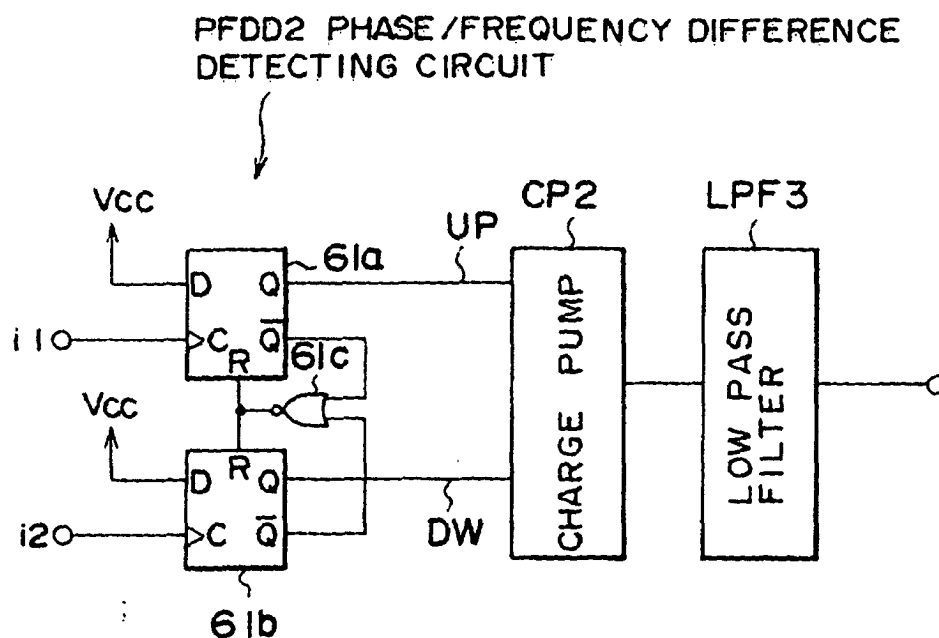 PFDD2 PHASE/FREQUENCY DIFFERENCE
DETECTING CIRCUIT
Vcc
CP2
LPF3
UP
61a
D Q
i1
C Q̅
R
61c
Vcc
R
D Q
i2
C Q̅
DW
61b
CHARGE PUMP
LOW PASS
FILTER